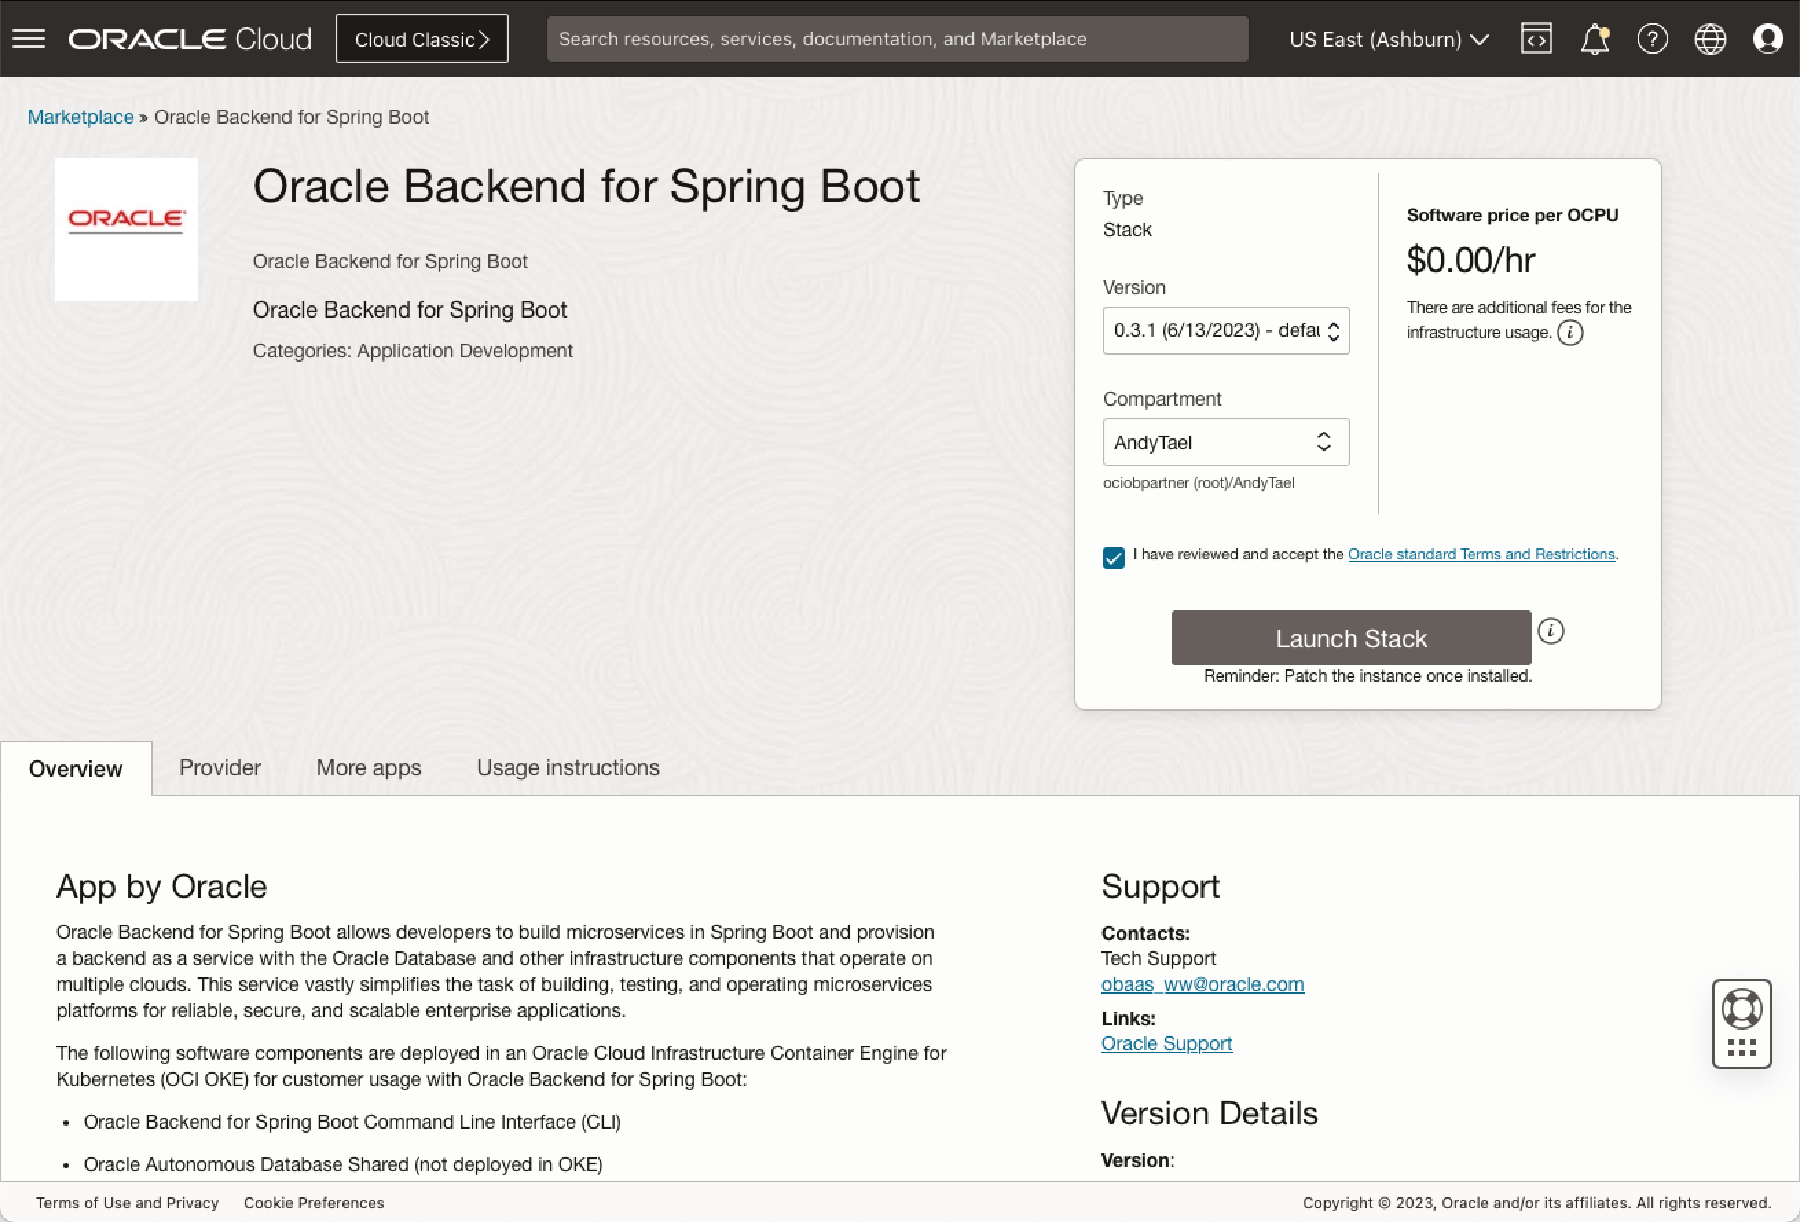 ORACLE Cloud
Cloud Classic
Search resources, services, documentation, and Marketplace
US East (Ashburn)
Marketplace » Oracle Backend for Spring Boot
ORACLE
Oracle Backend for Spring Boot
Oracle Backend for Spring Boot
Oracle Backend for Spring Boot
Categories: Application Development
Type
Stack
Version
0.3.1 (6/13/2023) - defau
Compartment
AndyTael
ociobpartner (root)/AndyTael
Software price per OCPU
$0.00/hr
There are additional fees for the
infrastructure usage.
I have reviewed and accept the Oracle standard Terms and Restrictions.
Launch Stack
Reminder: Patch the instance once installed.
Overview
Provider
More apps
Usage instructions
App by Oracle
Oracle Backend for Spring Boot allows developers to build microservices in Spring Boot and provision
a backend as a service with the Oracle Database and other infrastructure components that operate on
multiple clouds. This service vastly simplifies the task of building, testing, and operating microservices
platforms for reliable, secure, and scalable enterprise applications.
The following software components are deployed in an Oracle Cloud Infrastructure Container Engine for
Kubernetes (OCI OKE) for customer usage with Oracle Backend for Spring Boot:
• Oracle Backend for Spring Boot Command Line Interface (CLI)
• Oracle Autonomous Database Shared (not deployed in OKE)
Support
Contacts:
Tech Support
obaas_ww@oracle.com
Links:
Oracle Support
Version Details
Version:
Terms of Use and Privacy
Cookie Preferences
Copyright © 2023, Oracle and/or its affiliates. All rights reserved.